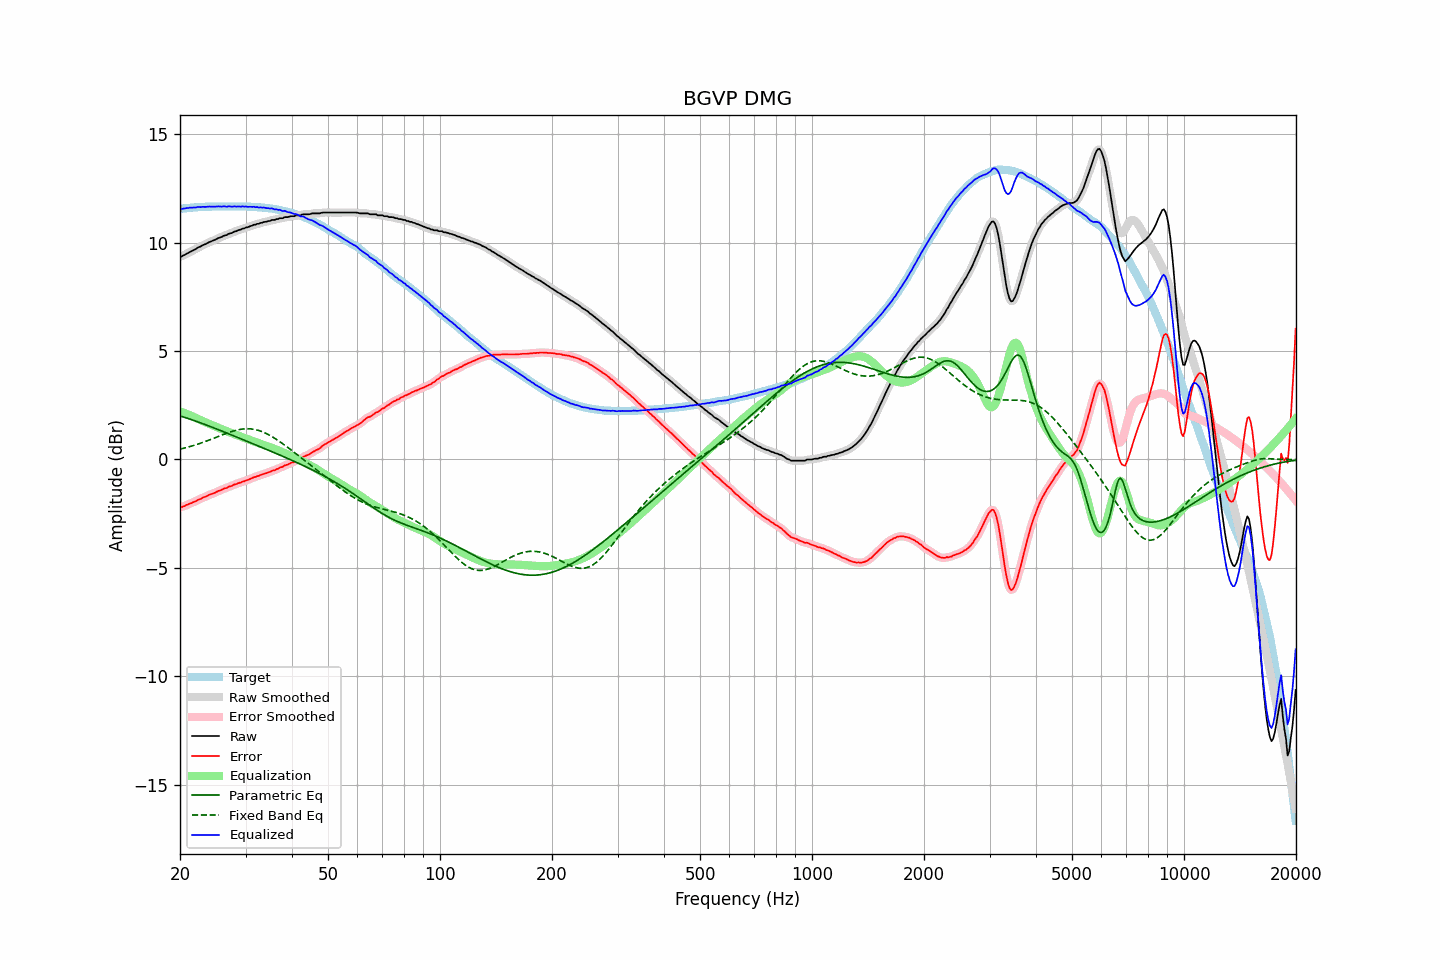 BGVP DMG
Amplitude (dBr)
15
10
5
0
−5
−10
−15
Target
Raw Smoothed
Error Smoothed
Raw
Error
Equalization
Parametric Eq
Fixed Band Eq
Equalized
20 50 100 200 500 1000 2000 5000 10000 20000
Frequency (Hz)